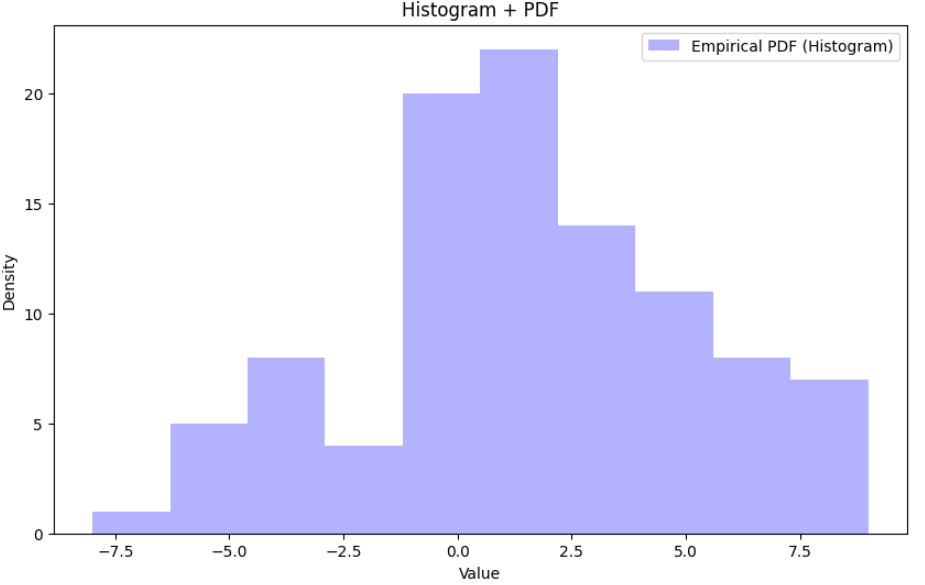 Histogram + PDF
Empirical PDF (Histogram)
Density
20
15
10
5
0
−7.5 −5.0 −2.5 0.0 2.5 5.0 7.5
Value